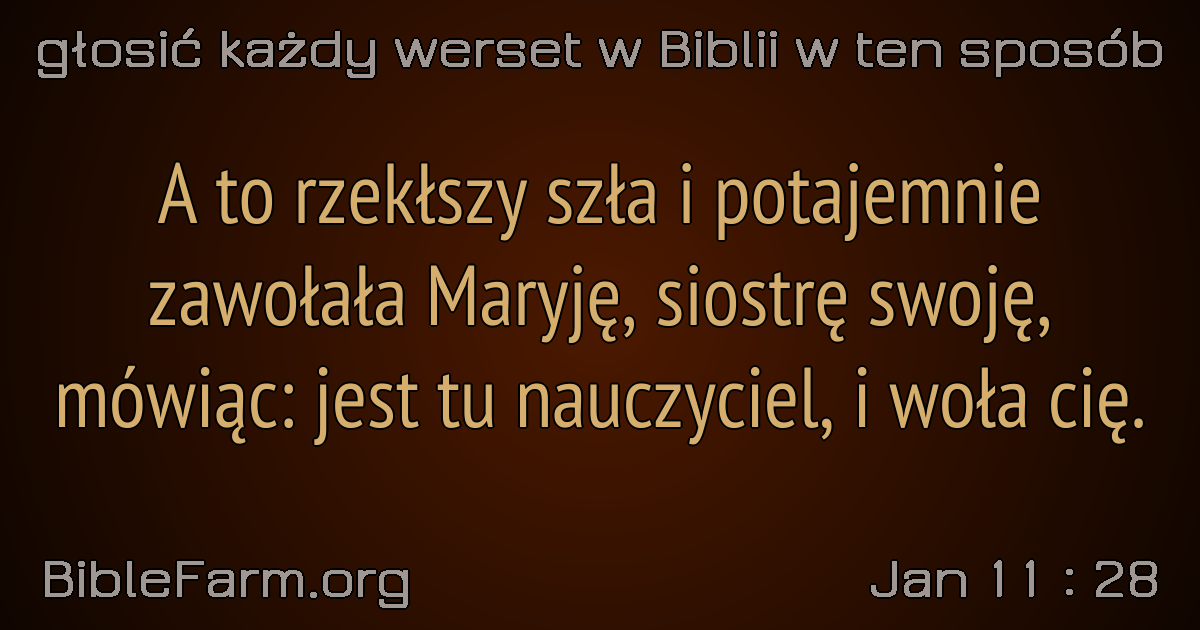 głosić każdy werset w Biblii w ten sposób
A to rzekłszy szła i potajemnie
zawołała Maryję, siostrę swoję,
mówiąc: jest tu nauczyciel, i woła cię.
BibleFarm.org
Jan 11 : 28